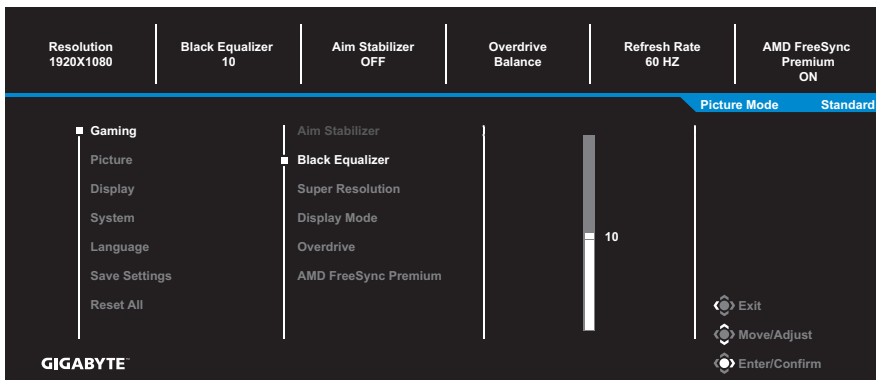 Resolution
1920X1080
Black Equalizer
10
Aim Stabilizer
OFF
Overdrive
Balance
Refresh Rate
60 HZ
AMD FreeSync
Premium
ON
Picture Mode Standard
Gaming
Picture
Display
System
Language
Save Settings
Reset All
Aim Stabilizer
Black Equalizer
Super Resolution
Display Mode
Overdrive
AMD FreeSync Premium
10
Exit
Move/Adjust
Enter/Confirm
GIGABYTE™